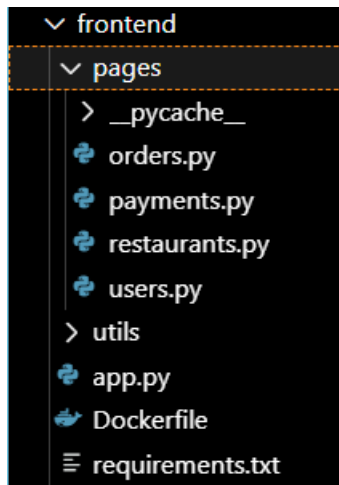 frontend
pages
__pycache__
orders.py
payments.py
restaurants.py
users.py
utils
app.py
Dockerfile
requirements.txt